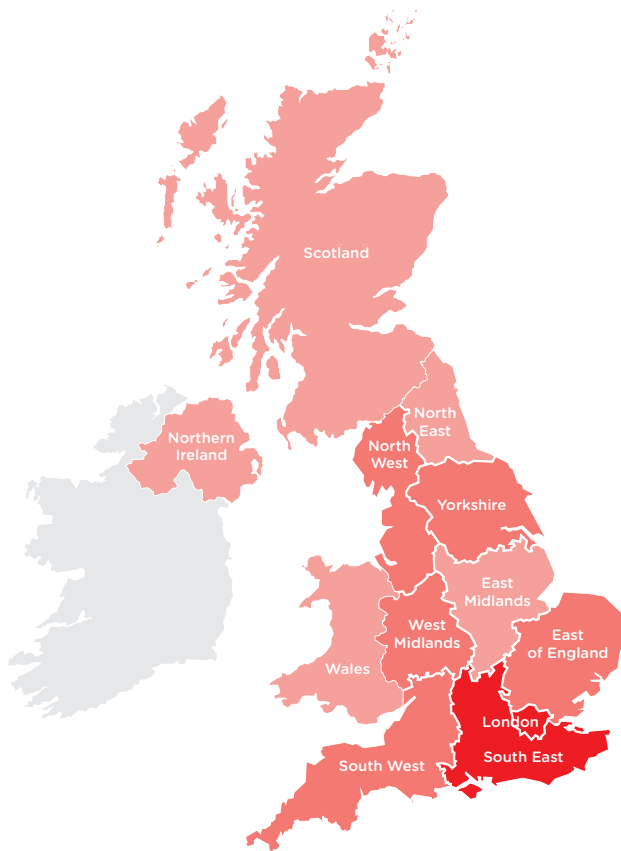 Scotland
North
East
Northern
Ireland
North
West
Yorkshire
East
Midlands
West
Midlands
East
of England
Wales
London
South East
South West